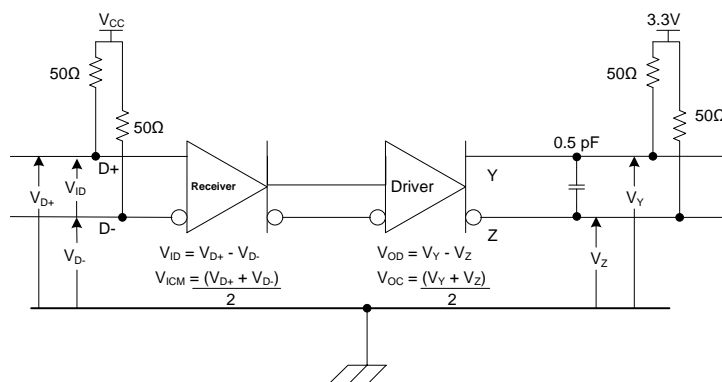 VCC
3.3V
50Ω
50Ω
50Ω
50Ω
0.5 pF
D+
Receiver
Driver
Y
VD+
VID
VY
D-
Z
VD-
VZ
VID = VD+ - VD-
VOD = VY - VZ
VICM = (VD+ + VD-)
2
VOC = (VY + VZ)
2